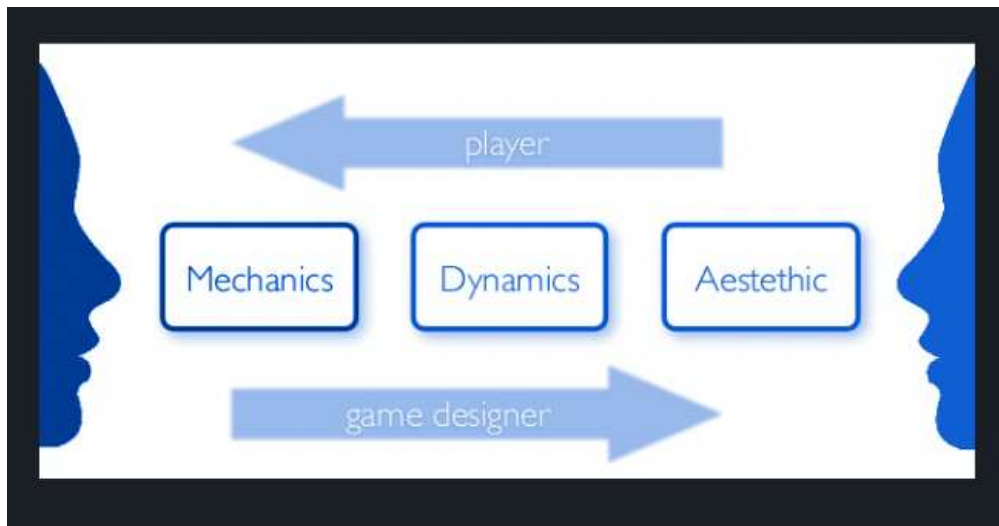 player
Mechanics
Dynamics
Aestethic
game designer